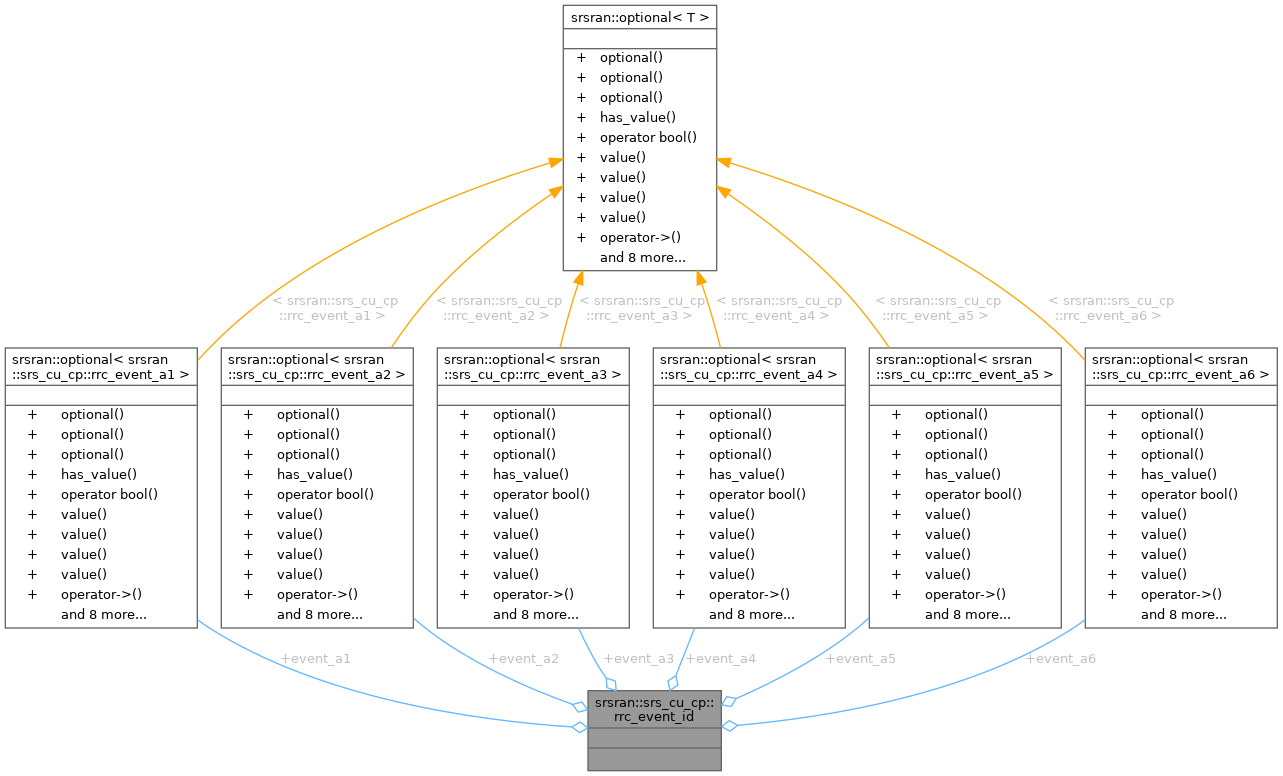 srsran::optional< T >
+ optional()
+ optional()
+ optional()
+ has_value()
+ operator bool()
+ value()
+ value()
+ value()
+ value()
+ operator->()
and 8 more...
< srsran::srs_cu_cp
::rrc_event_a1 >
< srsran::srs_cu_cp
::rrc_event_a2 >
< srsran::srs_cu_cp
::rrc_event_a3 >
< srsran::srs_cu_cp
::rrc_event_a4 >
< srsran::srs_cu_cp
::rrc_event_a5 >
< srsran::srs_cu_cp
::rrc_event_a6 >
srsran::optional< srsran
::srs_cu_cp::rrc_event_a1 >
+ optional()
+ optional()
+ optional()
+ has_value()
+ operator bool()
+ value()
+ value()
+ value()
+ value()
+ operator->()
and 8 more...
srsran::optional< srsran
::srs_cu_cp::rrc_event_a2 >
+ optional()
+ optional()
+ optional()
+ has_value()
+ operator bool()
+ value()
+ value()
+ value()
+ value()
+ operator->()
and 8 more...
srsran::optional< srsran
::srs_cu_cp::rrc_event_a3 >
+ optional()
+ optional()
+ optional()
+ has_value()
+ operator bool()
+ value()
+ value()
+ value()
+ value()
+ operator->()
and 8 more...
srsran::optional< srsran
::srs_cu_cp::rrc_event_a4 >
+ optional()
+ optional()
+ optional()
+ has_value()
+ operator bool()
+ value()
+ value()
+ value()
+ value()
+ operator->()
and 8 more...
srsran::optional< srsran
::srs_cu_cp::rrc_event_a5 >
+ optional()
+ optional()
+ optional()
+ has_value()
+ operator bool()
+ value()
+ value()
+ value()
+ value()
+ operator->()
and 8 more...
srsran::optional< srsran
::srs_cu_cp::rrc_event_a6 >
+ optional()
+ optional()
+ optional()
+ has_value()
+ operator bool()
+ value()
+ value()
+ value()
+ value()
+ operator->()
and 8 more...
+event_a1
+event_a2
+event_a3
+event_a4
+event_a5
+event_a6
srsran::srs_cu_cp::
rrc_event_id